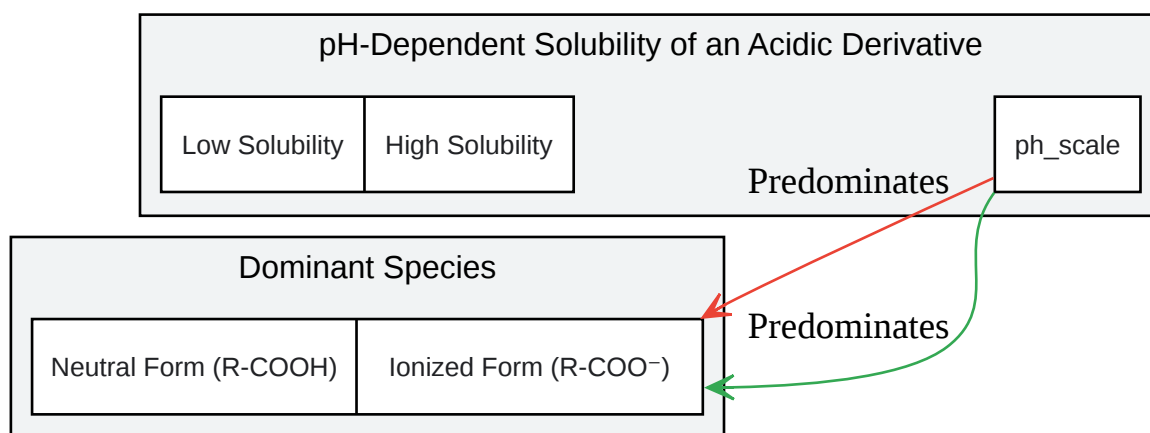 pH-Dependent Solubility of an Acidic Derivative
Low Solubility
High Solubility
ph_scale
Predominates
Dominant Species
Predominates
Neutral Form (R-COOH)
Ionized Form (R-COO⁻)